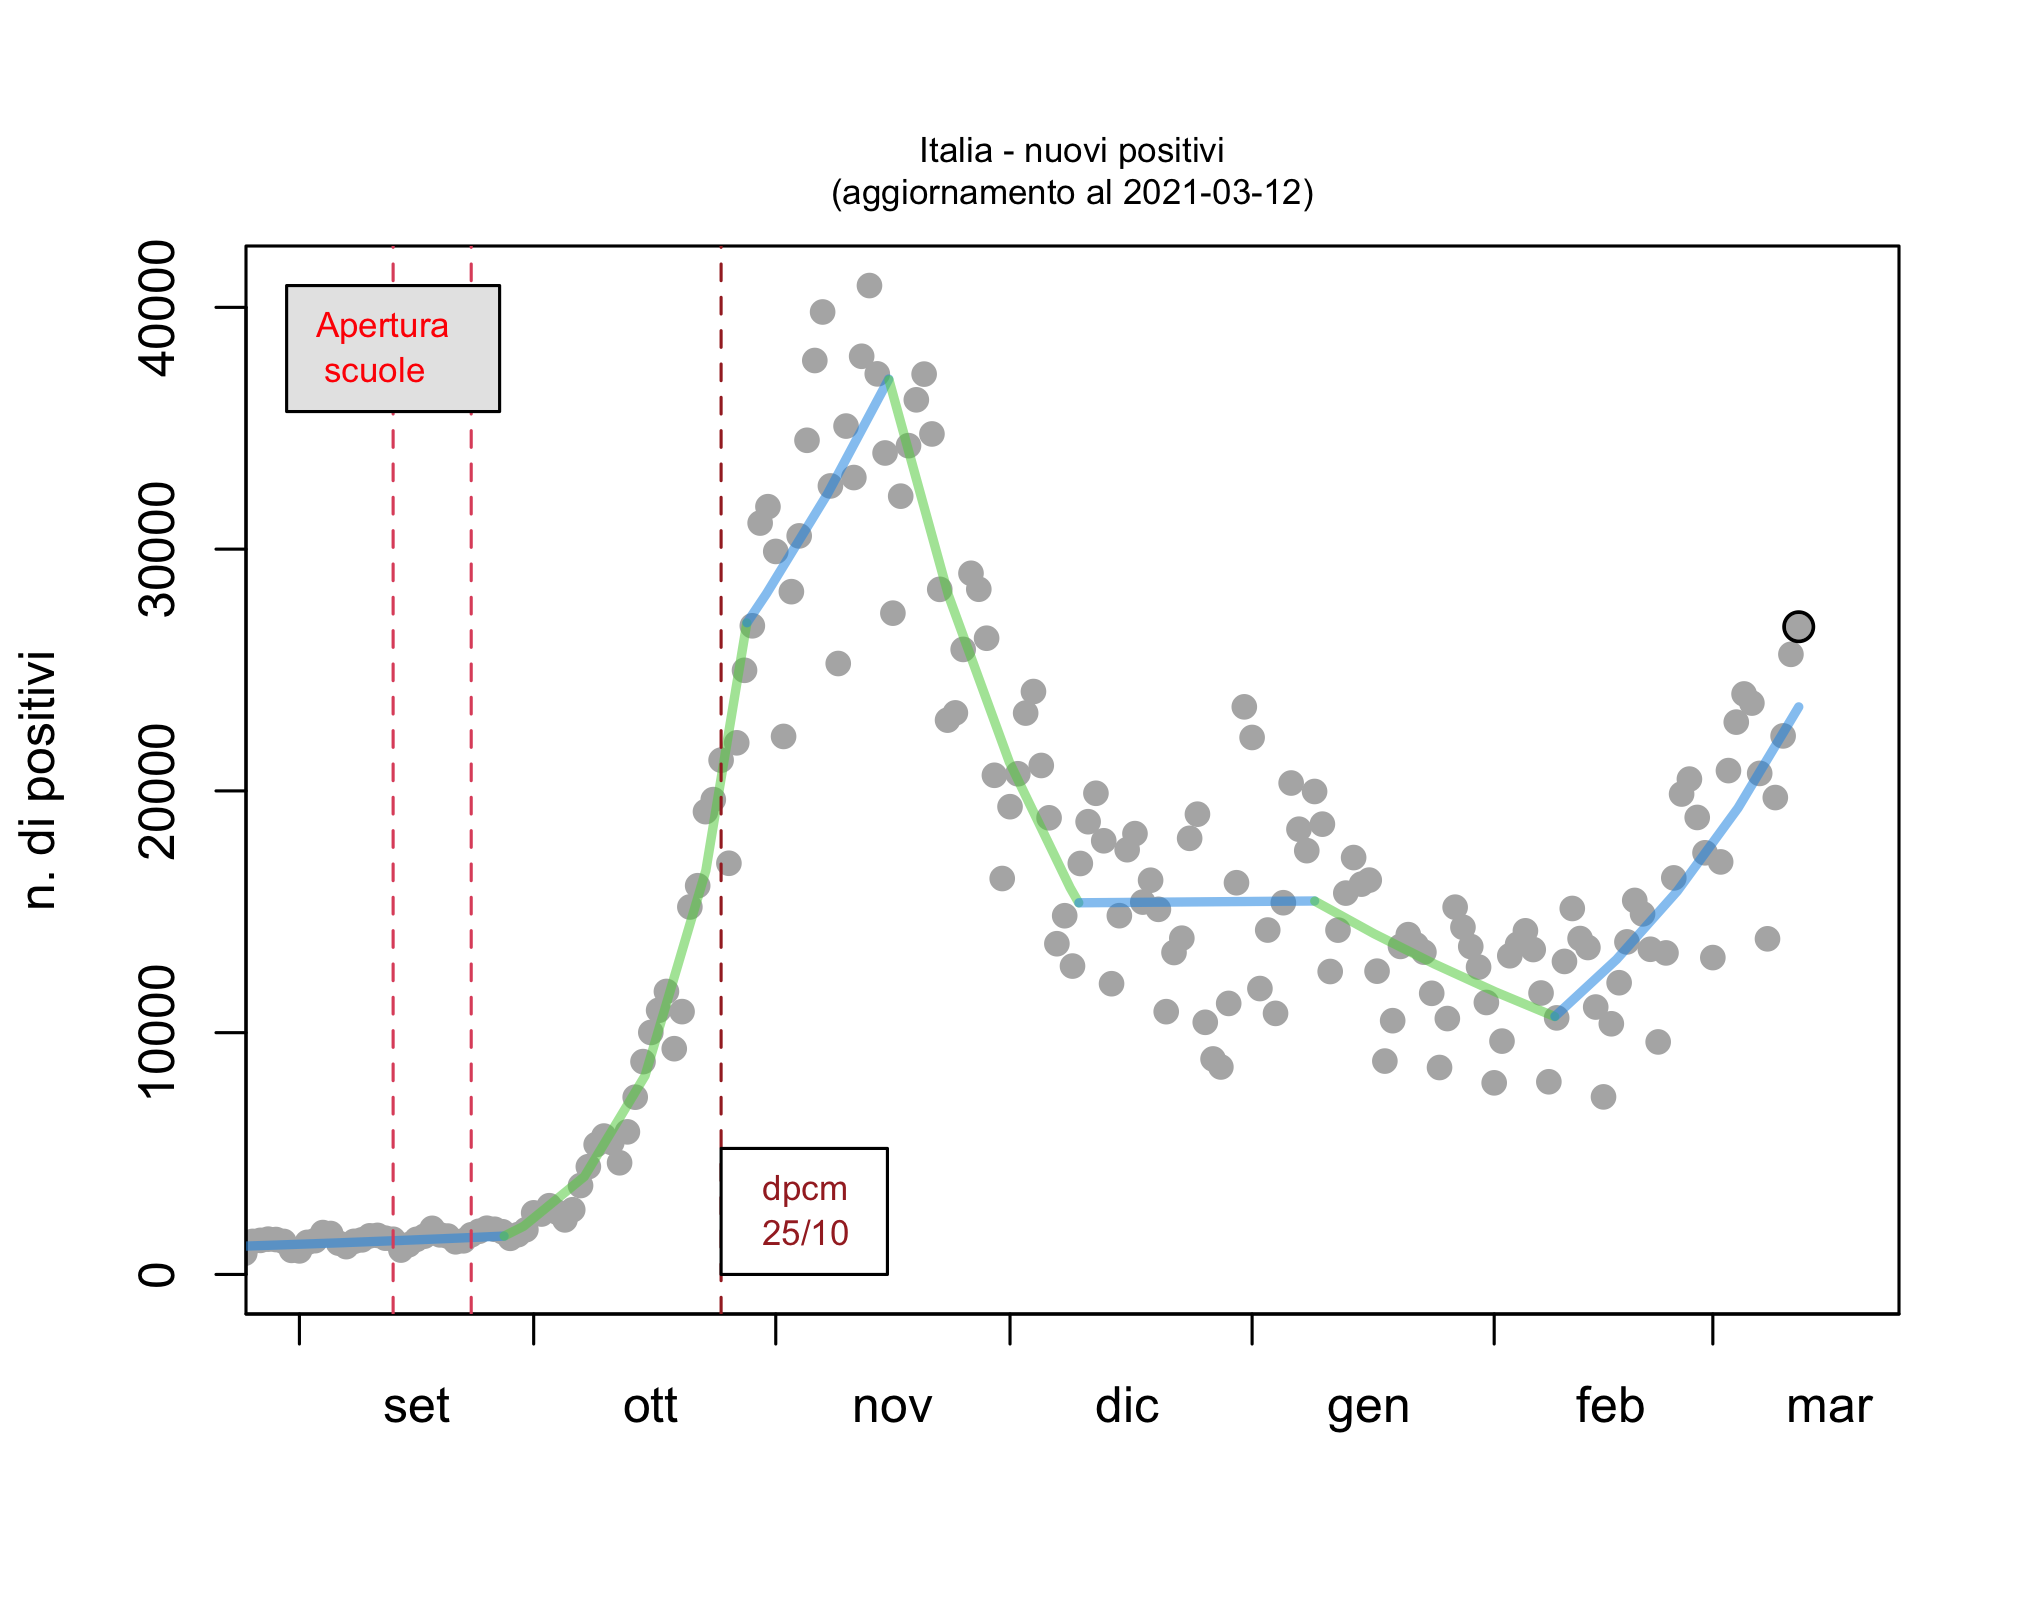 Italia - nuovi positivi
(aggiornamento al 2021-03-12)
n. di positivi
40000
30000
20000
10000
0
Apertura
scuole
dpcm
25/10
set ott nov dic gen feb mar